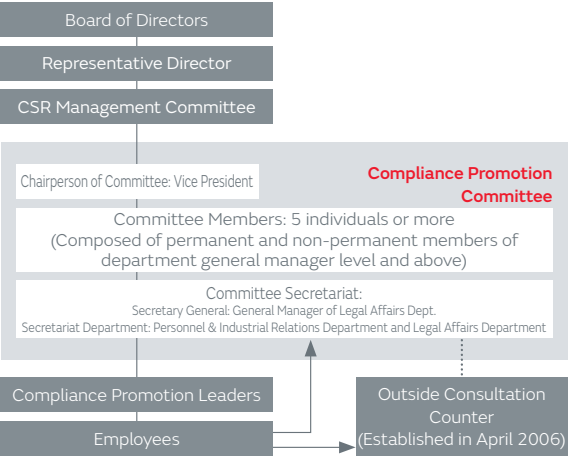 Board of Directors
Representative Director
CSR Management Committee
Compliance Promotion
Committee
Chairperson of Committee: Vice President
Committee Members: 5 individuals or more
(Composed of permanent and non-permanent members of
department general manager level and above)
Committee Secretariat:
Secretary General: General Manager of Legal Affairs Dept.
Secretariat Department: Personnel & Industrial Relations Department and Legal Affairs Department
Compliance Promotion Leaders
Employees
Outside Consultation
Counter
(Established in April 2006)